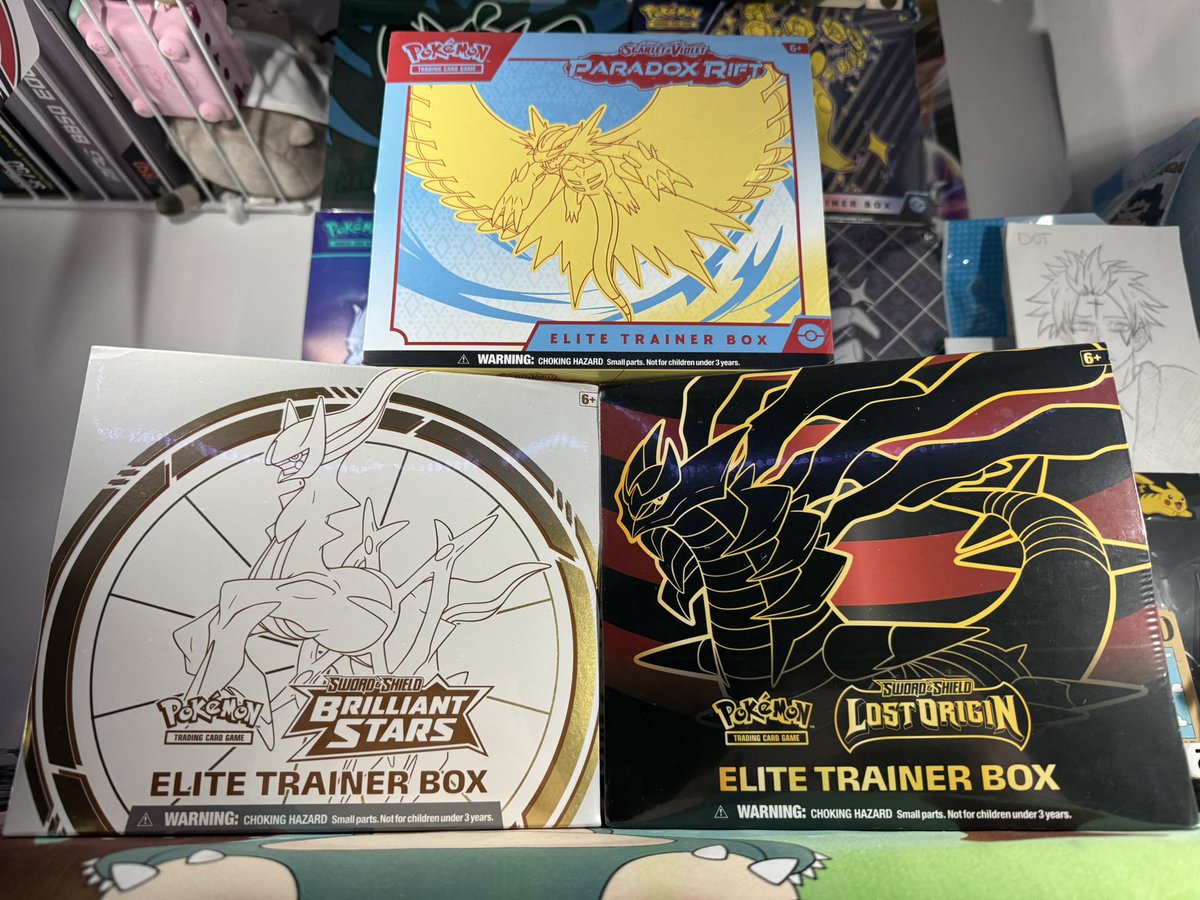 Pokémon
TRADING CARD GAME
SCARLET & VIOLET
PARADOX RIFT
6+
ELITE TRAINER BOX
WARNING: CHOKING HAZARD Small parts. Not for children under 3 years.
6+
Pokémon
TRADING CARD GAME
SWORD & SHIELD
BRILLIANT
STARS
ELITE TRAINER BOX
WARNING: CHOKING HAZARD Small parts. Not for children under 3 years.
6+
Pokémon
TRADING CARD GAME
SWORD & SHIELD
LOST ORIGIN
ELITE TRAINER BOX
WARNING: CHOKING HAZARD Small parts. Not for children under 3 years.
Pokémon